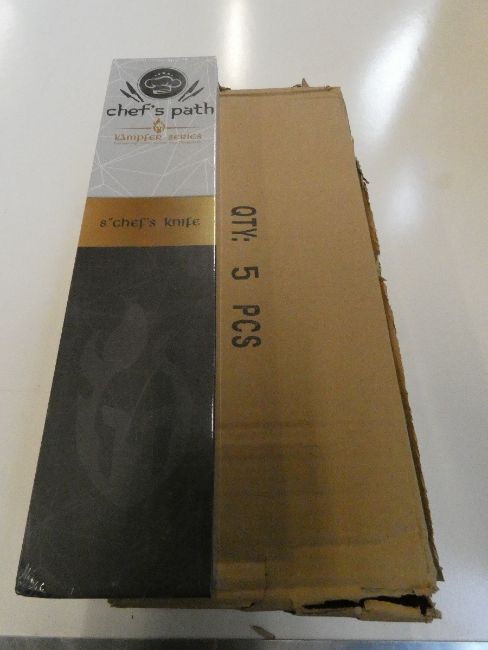 chef's path
kämpfer series
8"chef's knife
QTY: 5 PCS